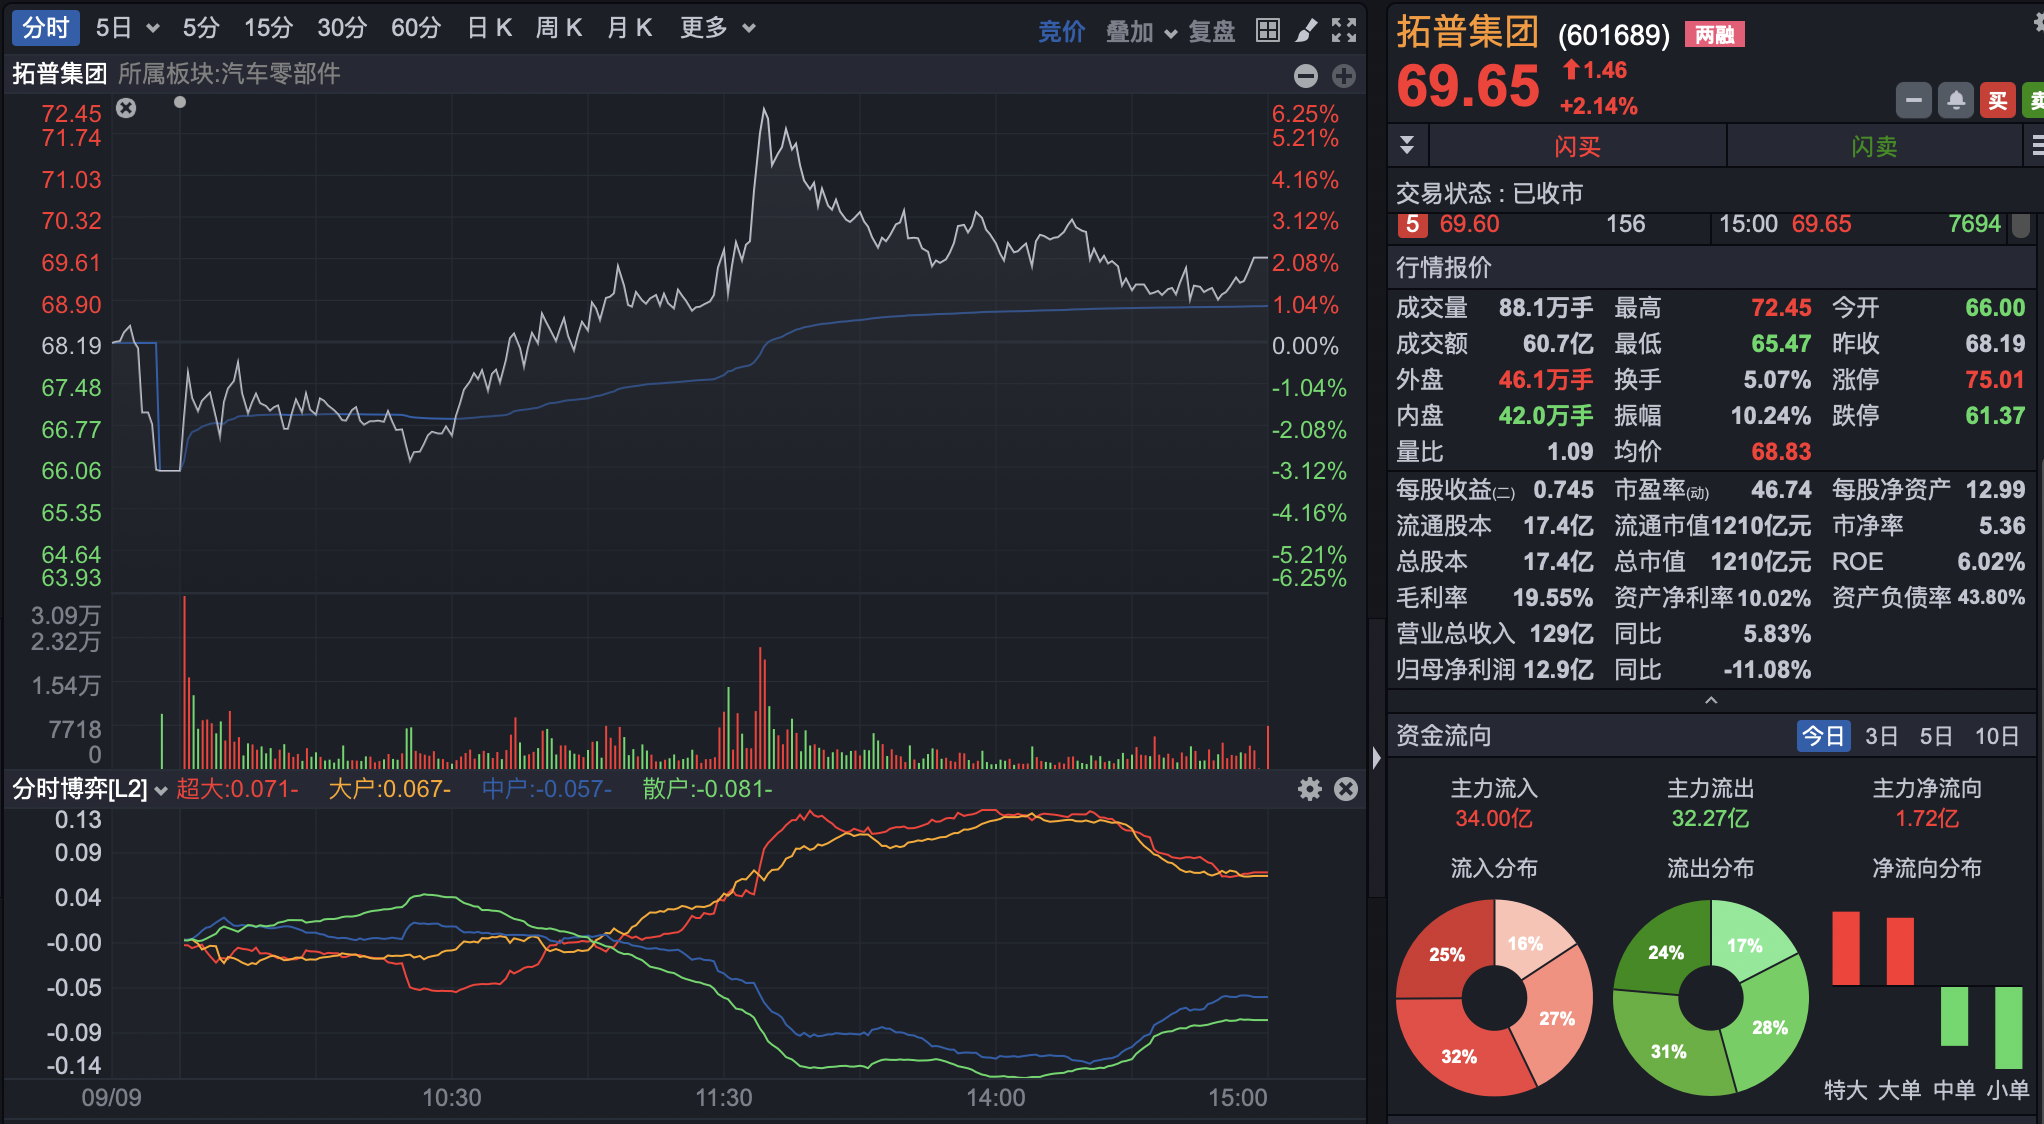 分时 5日 5分 15分 30分 60分 日K 周K 月K 更多 竞价 叠加 复盘
拓普集团 所属板块:汽车零部件
72.45 6.25%
71.74 5.21%
71.03 4.16%
70.32 3.12%
69.61 2.08%
68.90 1.04%
68.19 0.00%
67.48 -1.04%
66.77 -2.08%
66.06 -3.12%
65.35 -4.16%
64.64 -5.21%
63.93 -6.25%
3.09万
2.32万
1.54万
7718
0
分时博弈[L2] 超大:0.071- 大户:0.067- 中户:-0.057- 散户:-0.081-
0.13
0.09
0.04
-0.00
-0.05
-0.09
-0.14
09/09 10:30 11:30 14:00 15:00
拓普集团 (601689) 两融
69.65 1.46
+2.14%
买 卖
闪买 闪卖
交易状态 : 已收市
5 69.60 156 15:00 69.65 7694
行情报价
成交量 88.1万手 最高 72.45 今开 66.00
成交额 60.7亿 最低 65.47 昨收 68.19
外盘 46.1万手 换手 5.07% 涨停 75.01
内盘 42.0万手 振幅 10.24% 跌停 61.37
量比 1.09 均价 68.83
每股收益(二) 0.745 市盈率(动) 46.74 每股净资产 12.99
流通股本 17.4亿 流通市值 1210亿元 市净率 5.36
总股本 17.4亿 总市值 1210亿元 ROE 6.02%
毛利率 19.55% 资产净利率 10.02% 资产负债率 43.80%
营业总收入 129亿 同比 5.83%
归母净利润 12.9亿 同比 -11.08%
资金流向 今日 3日 5日 10日
主力流入 主力流出 主力净流向
34.00亿 32.27亿 1.72亿
流入分布 流出分布 净流向分布
25% 16% 27% 32%
24% 17% 28% 31%
特大 大单 中单 小单